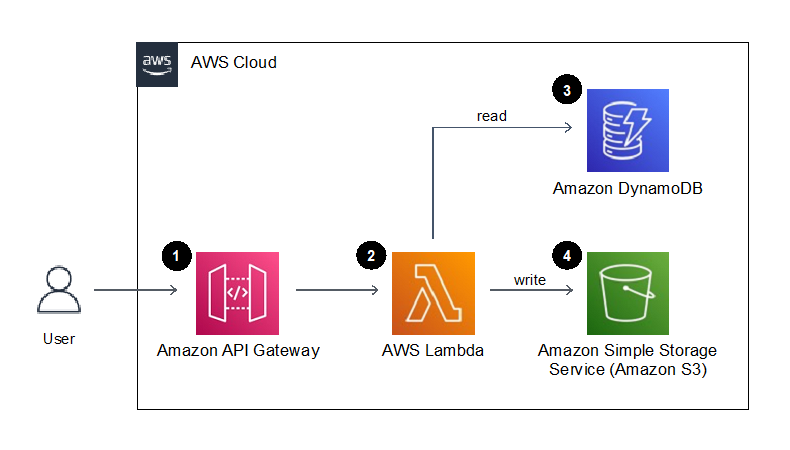 aws
AWS Cloud
3
read
Amazon DynamoDB
1
2
4
</>
write
User
Amazon API Gateway
AWS Lambda
Amazon Simple Storage
Service (Amazon S3)